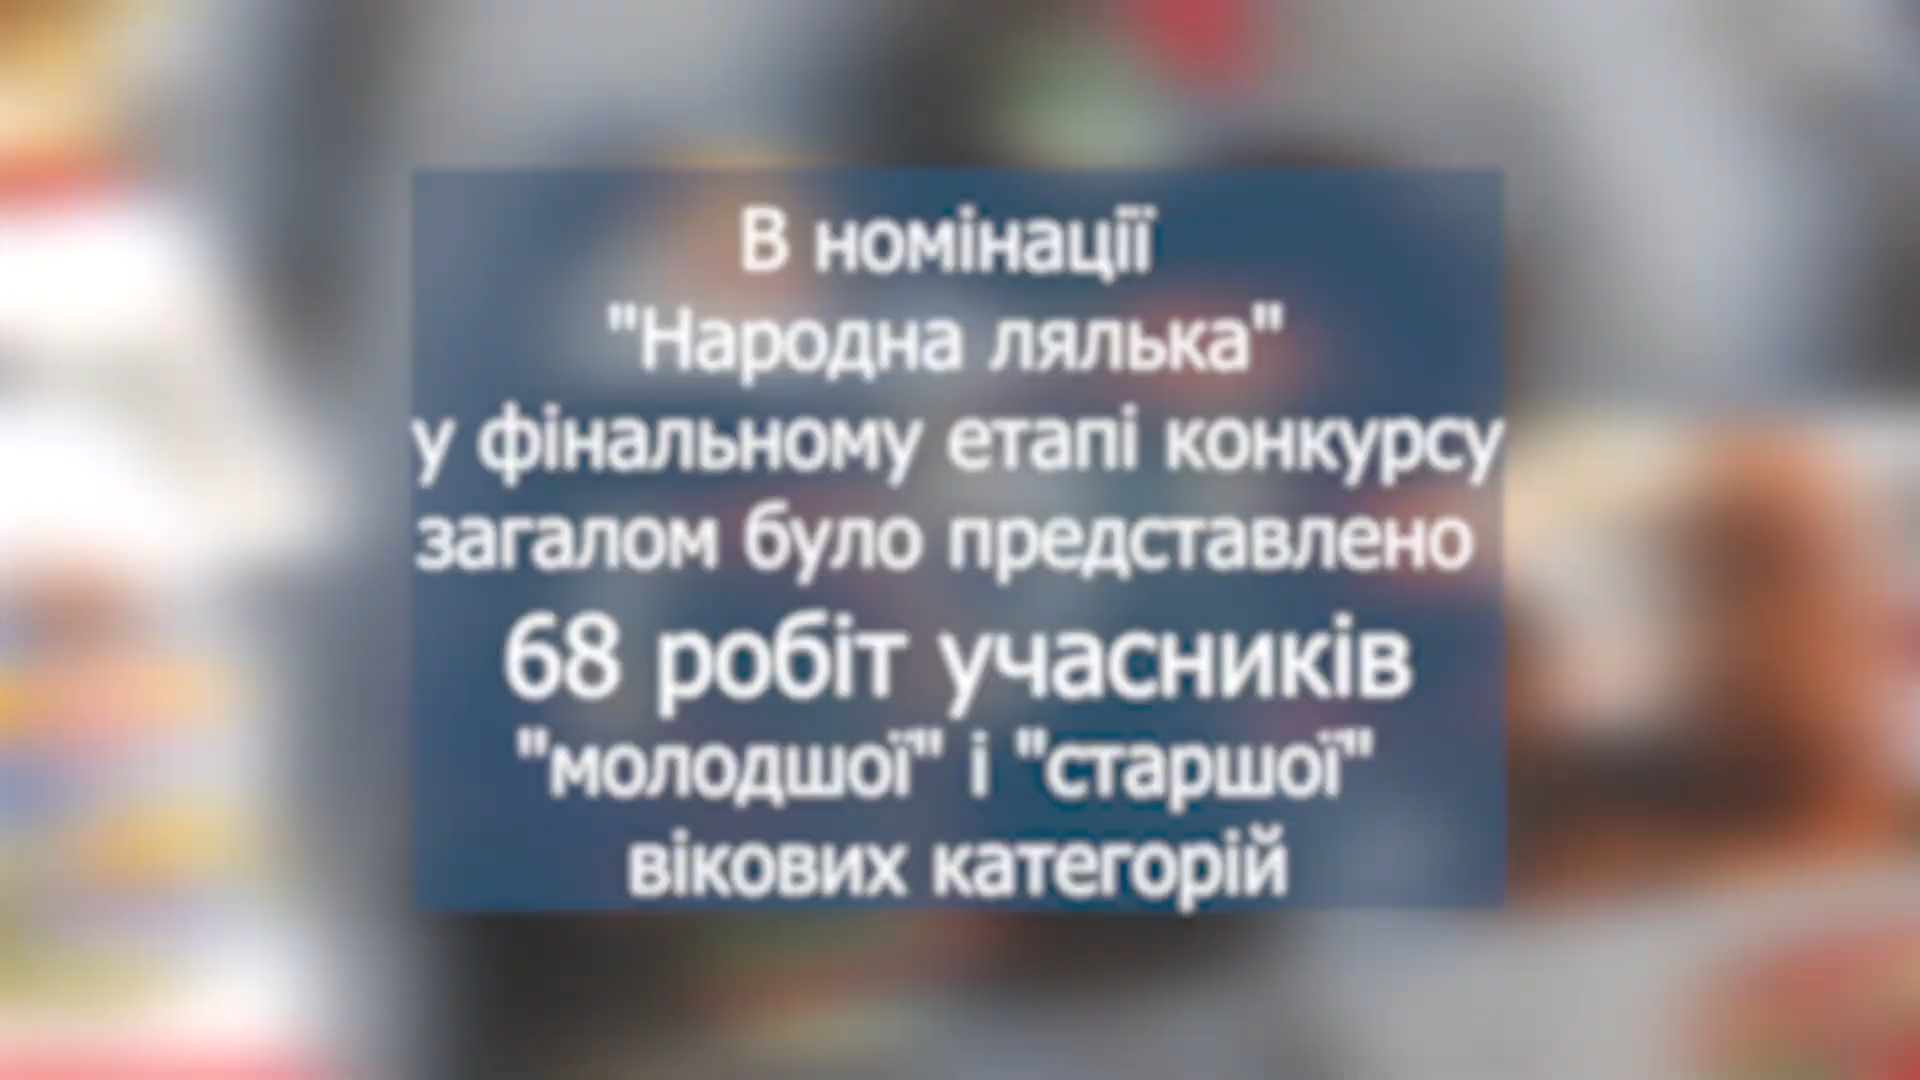 В номінації
"Народна лялька"
у фінальному етапі конкурсу
загалом було представлено
68 робіт учасників
"молодшої" і "старшої"
вікових категорій